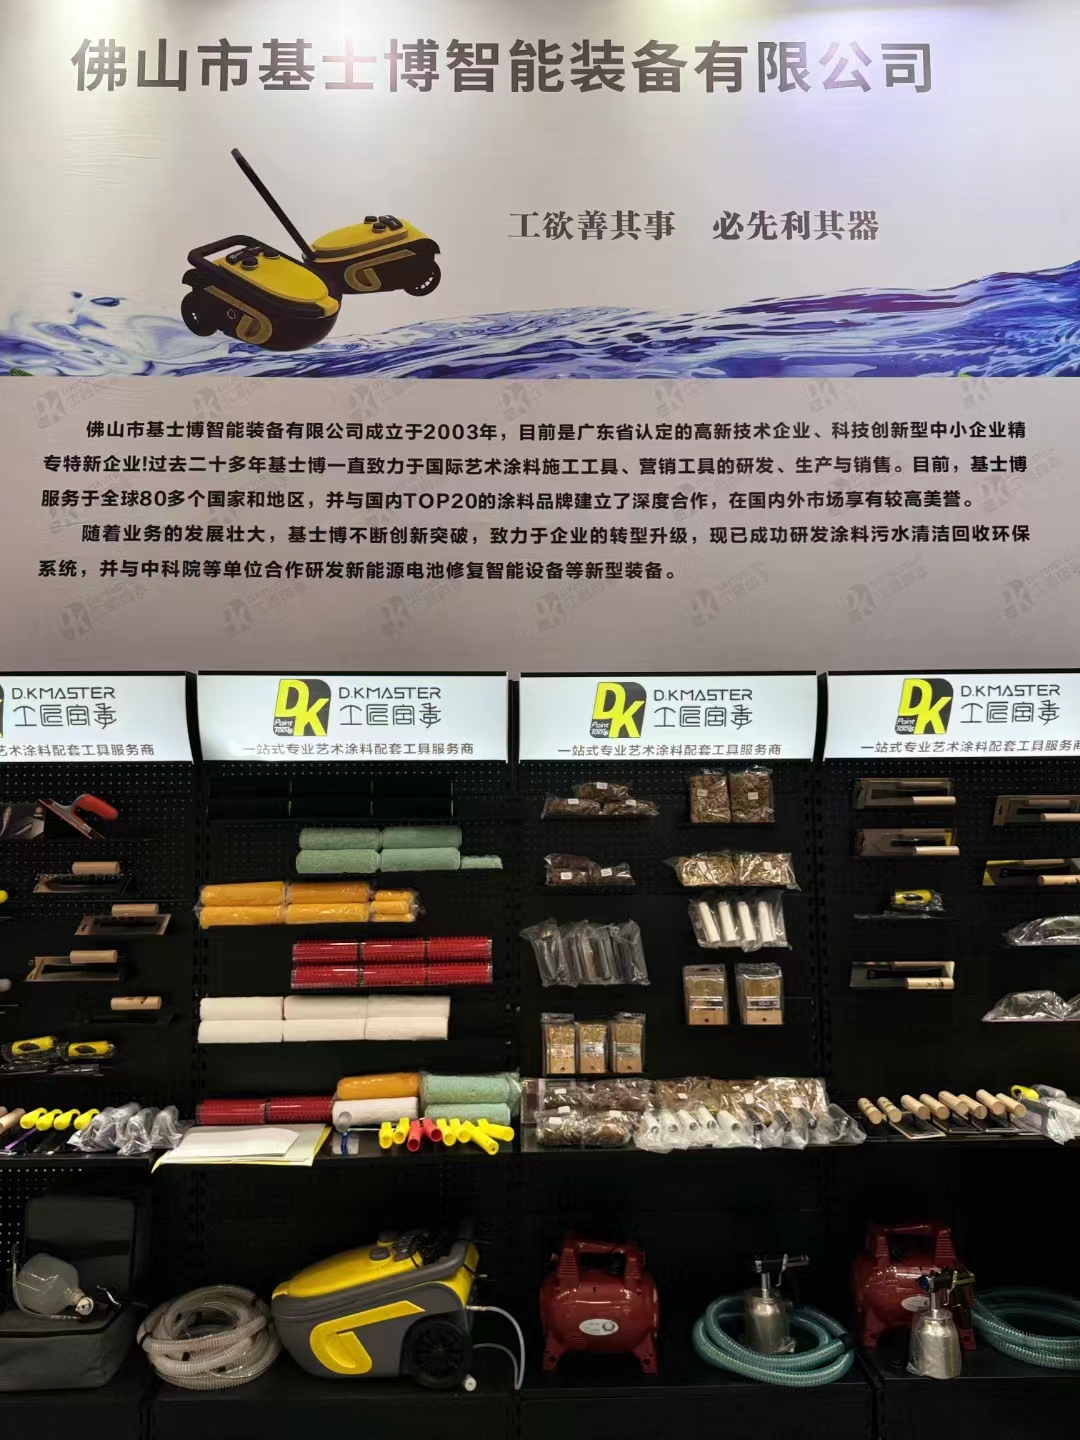 佛山市基士博智能装备有限公司
工欲善其事 必先利其器
佛山市基士博智能装备有限公司成立于2003年，目前是广东省认定的高新技术企业、科技创新型中小企业精
专特新企业!过去二十多年基士博一直致力于国际艺术涂料施工工具、营销工具的研发、生产与销售。目前，基士博
服务于全球80多个国家和地区，并与国内TOP20的涂料品牌建立了深度合作，在国内外市场享有较高美誉。
随着业务的发展壮大，基士博不断创新突破，致力于企业的转型升级，现已成功研发涂料污水清洁回收环保
系统，并与中科院等单位合作研发新能源电池修复智能设备等新型装备。
D.KMASTER
工匠密季
艺术涂料配套工具服务商
DK
Paint Tools
D.KMASTER
一站式专业艺术涂料配套工具服务商
DK
Paint Tools
D.KMASTER
一站式专业艺术涂料配套工具服务商
DK
Paint Tools
D.KMASTER
一站式专业艺术涂料配套工具服务商